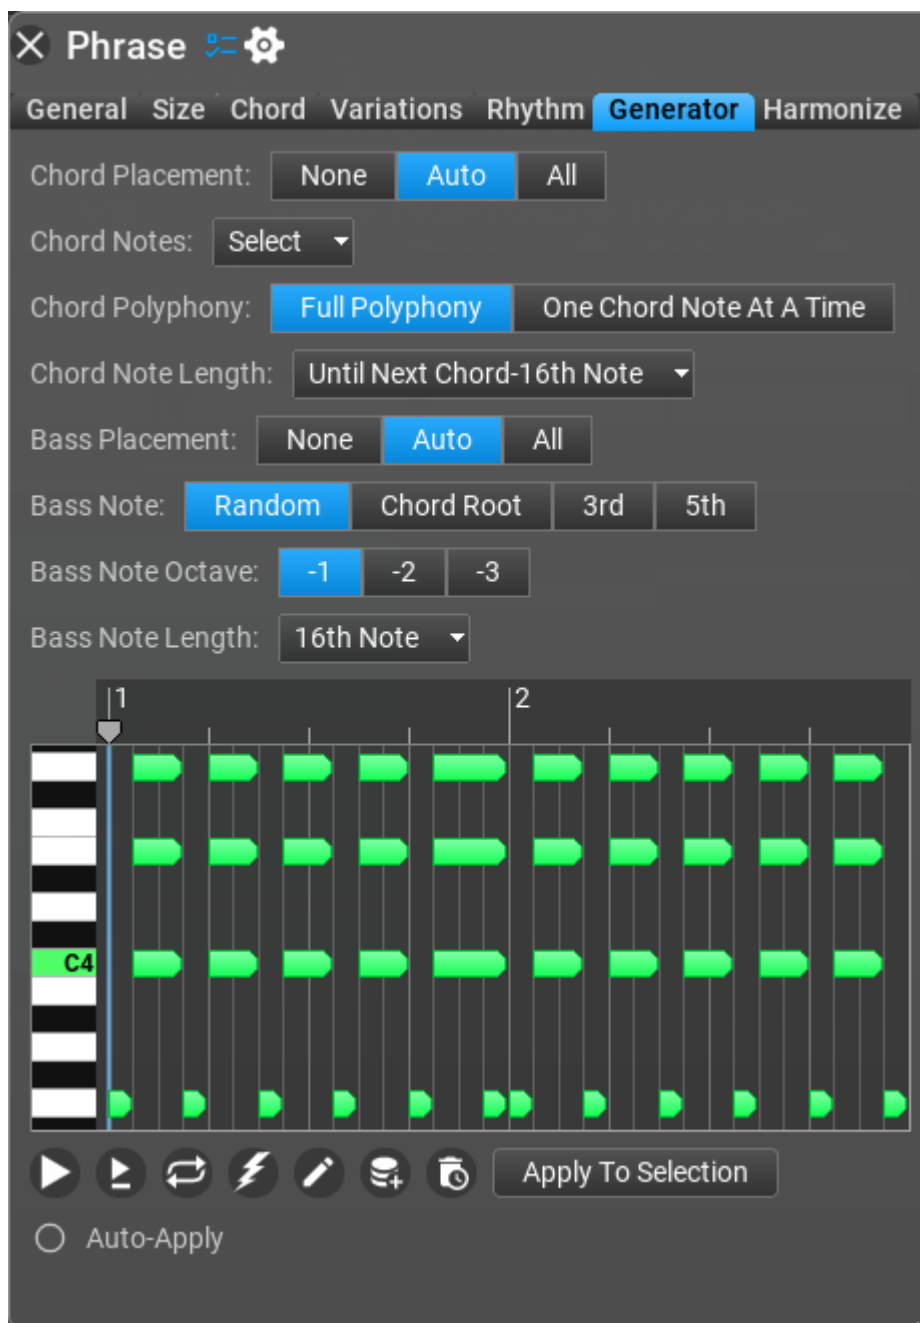 Phrase
General Size Chord Variations Rhythm Generator Harmonize
Chord Placement: None Auto All
Chord Notes: Select
Chord Polyphony: Full Polyphony One Chord Note At A Time
Chord Note Length: Until Next Chord-16th Note
Bass Placement: None Auto All
Bass Note: Random Chord Root 3rd 5th
Bass Note Octave: -1 -2 -3
Bass Note Length: 16th Note
1 2
C4
Apply To Selection
Auto-Apply